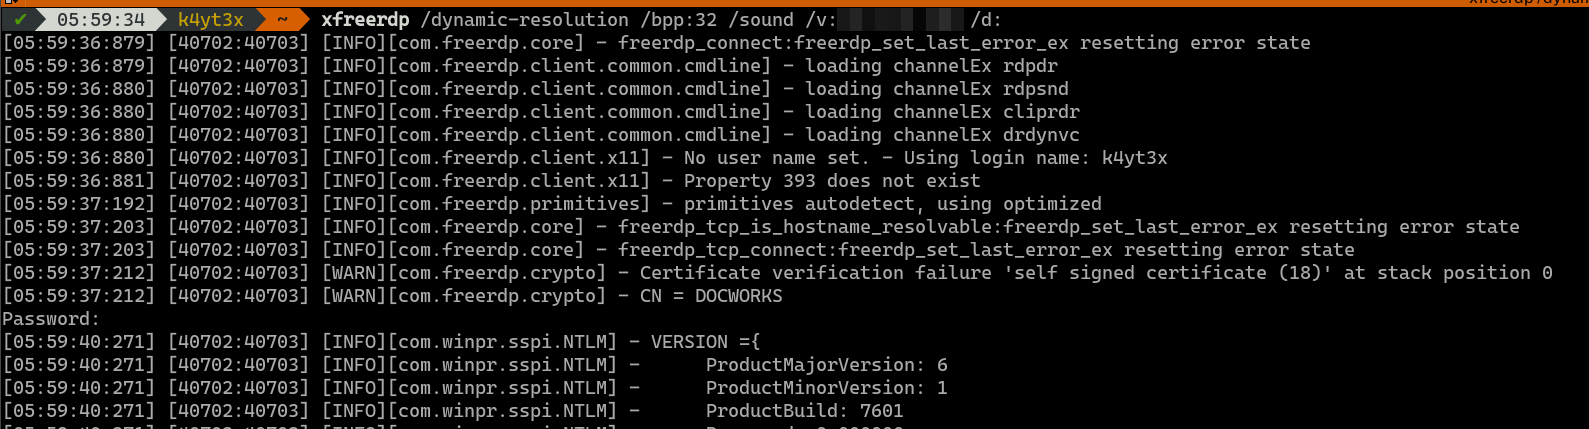 ✔ 05:59:34 k4yt3x ~ xfreerdp /dynamic-resolution /bpp:32 /sound /v: /d:
[05:59:36:879] [40702:40703] [INFO][com.freerdp.core] - freerdp_connect:freerdp_set_last_error_ex resetting error state
[05:59:36:879] [40702:40703] [INFO][com.freerdp.client.common.cmdline] - loading channelEx rdpdr
[05:59:36:880] [40702:40703] [INFO][com.freerdp.client.common.cmdline] - loading channelEx rdpsnd
[05:59:36:880] [40702:40703] [INFO][com.freerdp.client.common.cmdline] - loading channelEx cliprdr
[05:59:36:880] [40702:40703] [INFO][com.freerdp.client.common.cmdline] - loading channelEx drdynvc
[05:59:36:880] [40702:40703] [INFO][com.freerdp.client.x11] - No user name set. - Using login name: k4yt3x
[05:59:36:881] [40702:40703] [INFO][com.freerdp.client.x11] - Property 393 does not exist
[05:59:37:192] [40702:40703] [INFO][com.freerdp.primitives] - primitives autodetect, using optimized
[05:59:37:203] [40702:40703] [INFO][com.freerdp.core] - freerdp_tcp_is_hostname_resolvable:freerdp_set_last_error_ex resetting error state
[05:59:37:203] [40702:40703] [INFO][com.freerdp.core] - freerdp_tcp_connect:freerdp_set_last_error_ex resetting error state
[05:59:37:212] [40702:40703] [WARN][com.freerdp.crypto] - Certificate verification failure 'self signed certificate (18)' at stack position 0
[05:59:37:212] [40702:40703] [WARN][com.freerdp.crypto] - CN = DOCWORKS
Password:
[05:59:40:271] [40702:40703] [INFO][com.winpr.sspi.NTLM] - VERSION ={
[05:59:40:271] [40702:40703] [INFO][com.winpr.sspi.NTLM] - ProductMajorVersion: 6
[05:59:40:271] [40702:40703] [INFO][com.winpr.sspi.NTLM] - ProductMinorVersion: 1
[05:59:40:271] [40702:40703] [INFO][com.winpr.sspi.NTLM] - ProductBuild: 7601